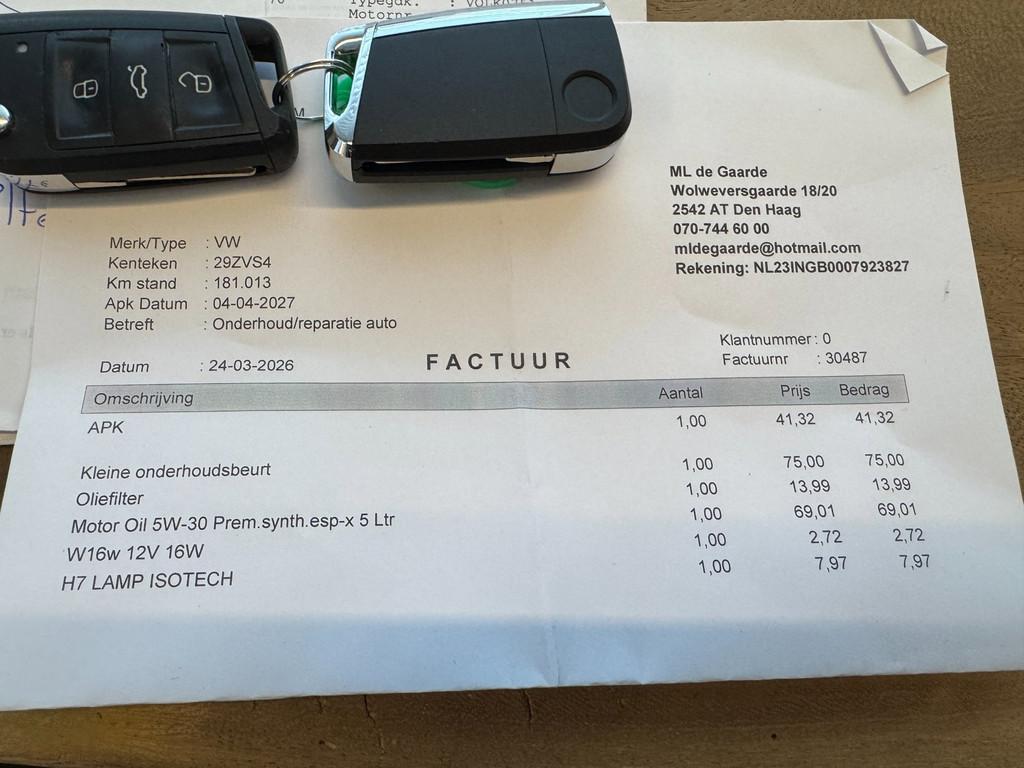 Typegdk. : VOLKO
Motornr.
ML de Gaarde
Wolweversgaarde 18/20
2542 AT Den Haag
070-744 60 00
mldegaarde@hotmail.com
Rekening: NL23INGB0007923827
Merk/Type : VW
Kenteken : 29ZVS4
Km stand : 181.013
Apk Datum : 04-04-2027
Betreft : Onderhoud/reparatie auto
Klantnummer : 0
Datum : 24-03-2026
FACTUUR
Factuurnr : 30487
Omschrijving Aantal Prijs Bedrag
APK 1,00 41,32 41,32
Kleine onderhoudsbeurt 1,00 75,00 75,00
Oliefilter 1,00 13,99 13,99
Motor Oil 5W-30 Prem.synth.esp-x 5 Ltr 1,00 69,01 69,01
W16w 12V 16W 1,00 2,72 2,72
H7 LAMP ISOTECH 1,00 7,97 7,97